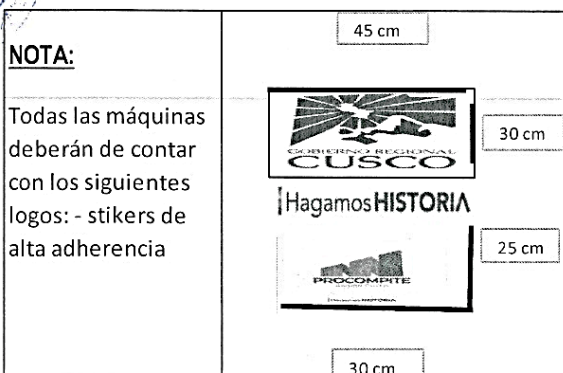 45 cm
NOTA:
Todas las máquinas
deberán de contar
con los siguientes
logos: - stikers de
alta adherencia
GOBIERNO REGIONAL
CUSCO
30 cm
¡Hagamos HISTORIA
25 cm
PROCOMPITE
30 cm